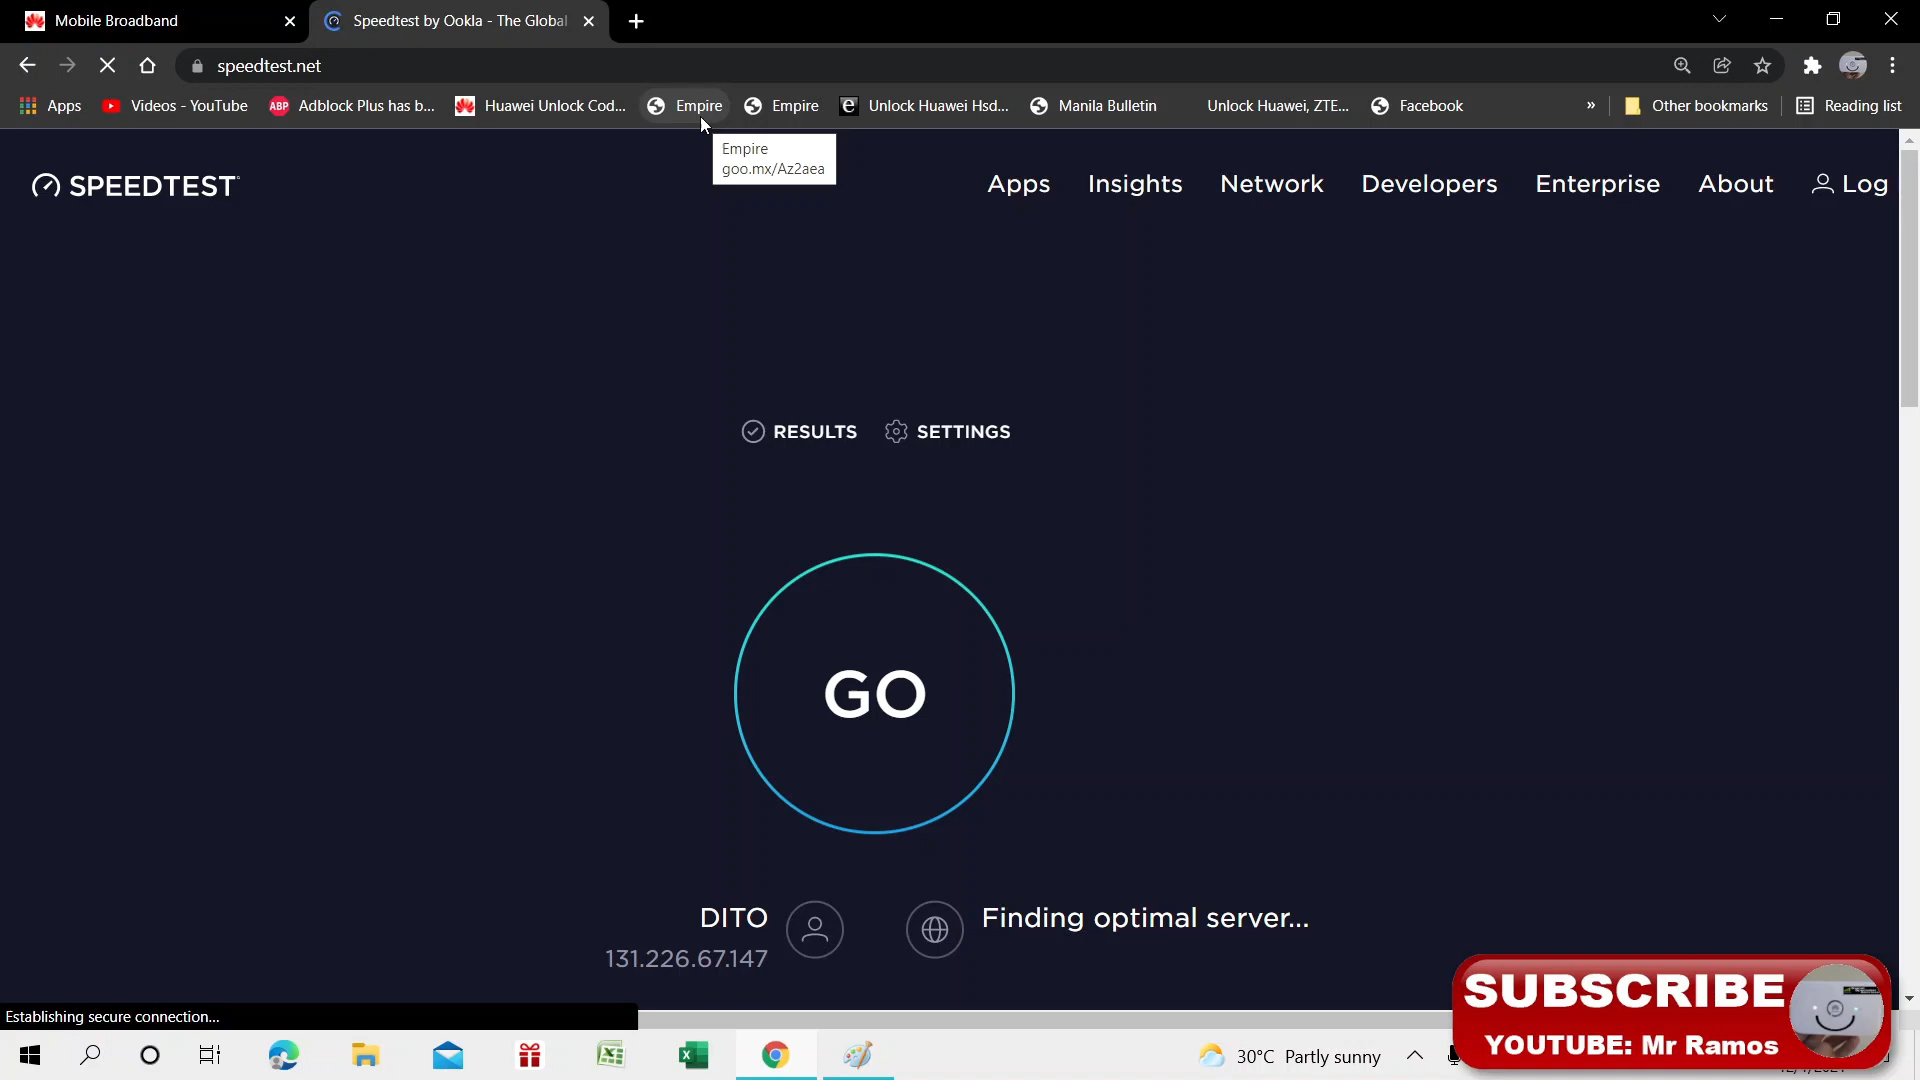 Mobile Broadband
Speedtest by Ookla - The Global
speedtest.net
Apps
Videos - YouTube
ABP
Adblock Plus has b...
Huawei Unlock Cod...
Empire
Empire
Unlock Huawei Hsd...
Manila Bulletin
Unlock Huawei, ZTE...
Facebook
»
Other bookmarks
Reading list
Empire
goo.mx/Az2aea
SPEEDTEST
Apps
Insights
Network
Developers
Enterprise
About
Log
RESULTS
SETTINGS
GO
DITO
131.226.67.147
Finding optimal server...
Establishing secure connection...
30°C Partly sunny
SUBSCRIBE
YOUTUBE: Mr Ramos